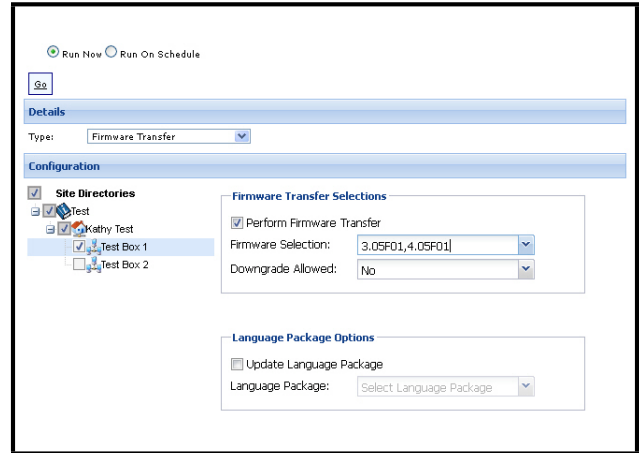 Run Now Run On Schedule
Go
Details
Type: Firmware Transfer
Configuration
Site Directories
Test
Kathy Test
Test Box 1
Test Box 2
Firmware Transfer Selections
Perform Firmware Transfer
Firmware Selection: 3.05F01,4.05F01
Downgrade Allowed: No
Language Package Options
Update Language Package
Language Package: Select Language Package